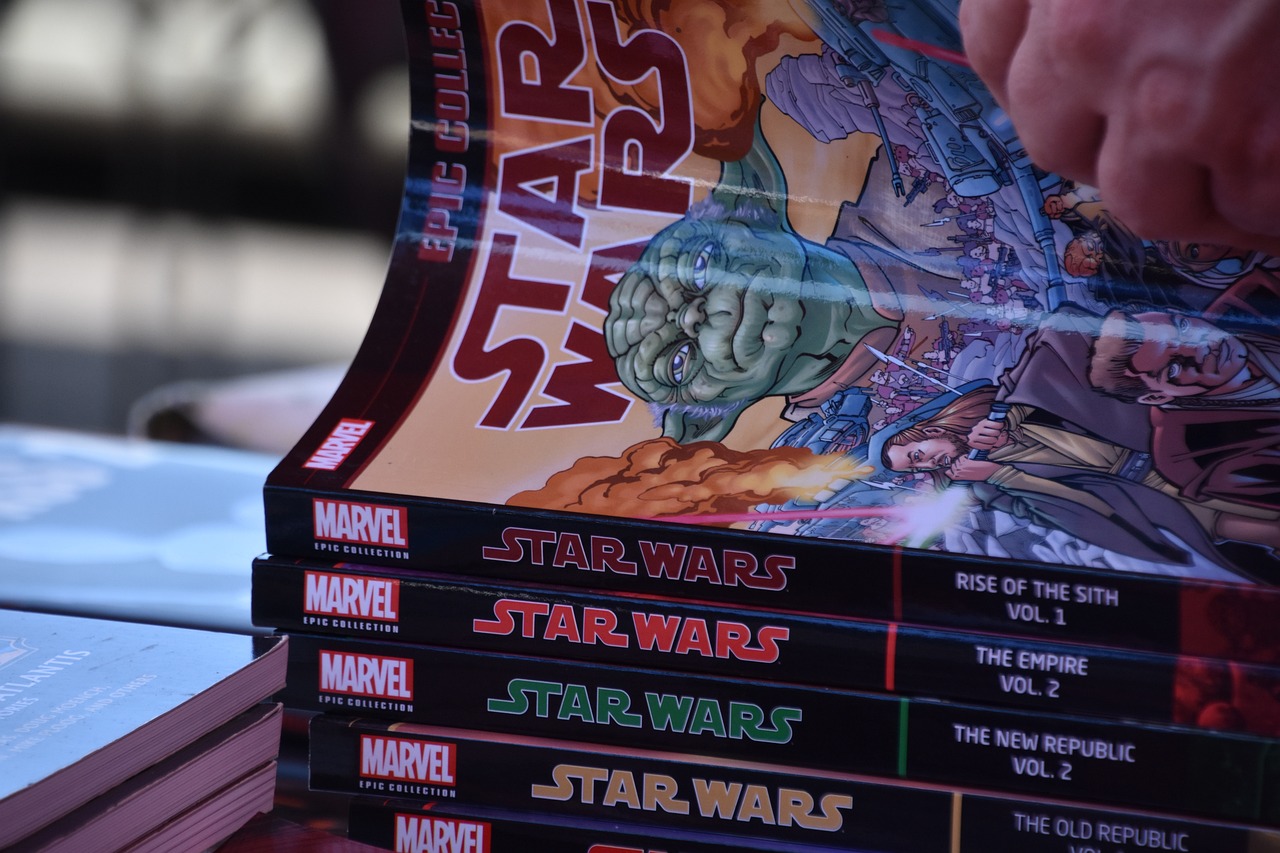 EPIC COLLEC
STAR
WARS
MARVEL
MARVEL
EPIC COLLECTION
STAR WARS
RISE OF THE SITH
VOL. 1
MARVEL
EPIC COLLECTION
STAR WARS
THE EMPIRE
VOL. 2
MARVEL
EPIC COLLECTION
STAR WARS
THE NEW REPUBLIC
VOL. 2
MARVEL
EPIC COLLECTION
STAR WARS
THE OLD REPUBLIC
MARVEL
ATLANTIS
AND OTHERS